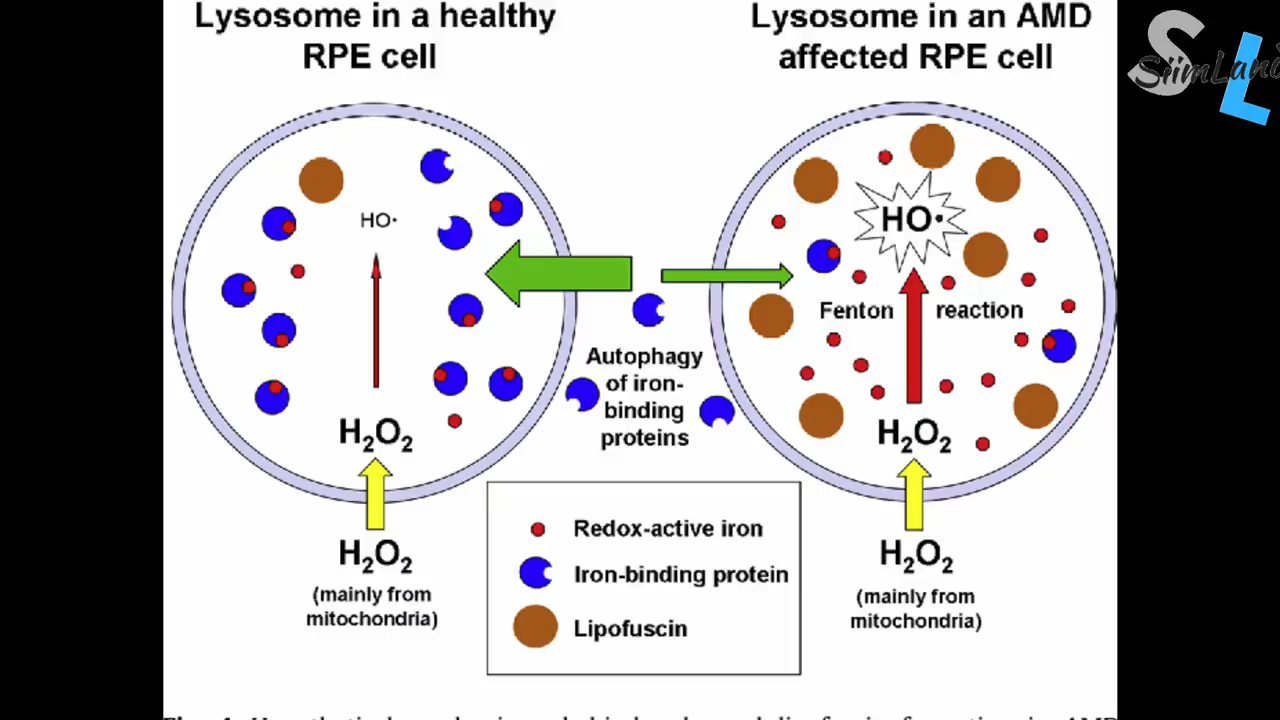 Lysosome in a healthy
RPE cell
Lysosome in an AMD
affected RPE cell
SL
SiimLand
HO·
HO·
Fenton reaction
Autophagy
of iron-
binding
proteins
H₂O₂
H₂O₂
H₂O₂
(mainly from
mitochondria)
H₂O₂
(mainly from
mitochondria)
Redox-active iron
Iron-binding protein
Lipofuscin